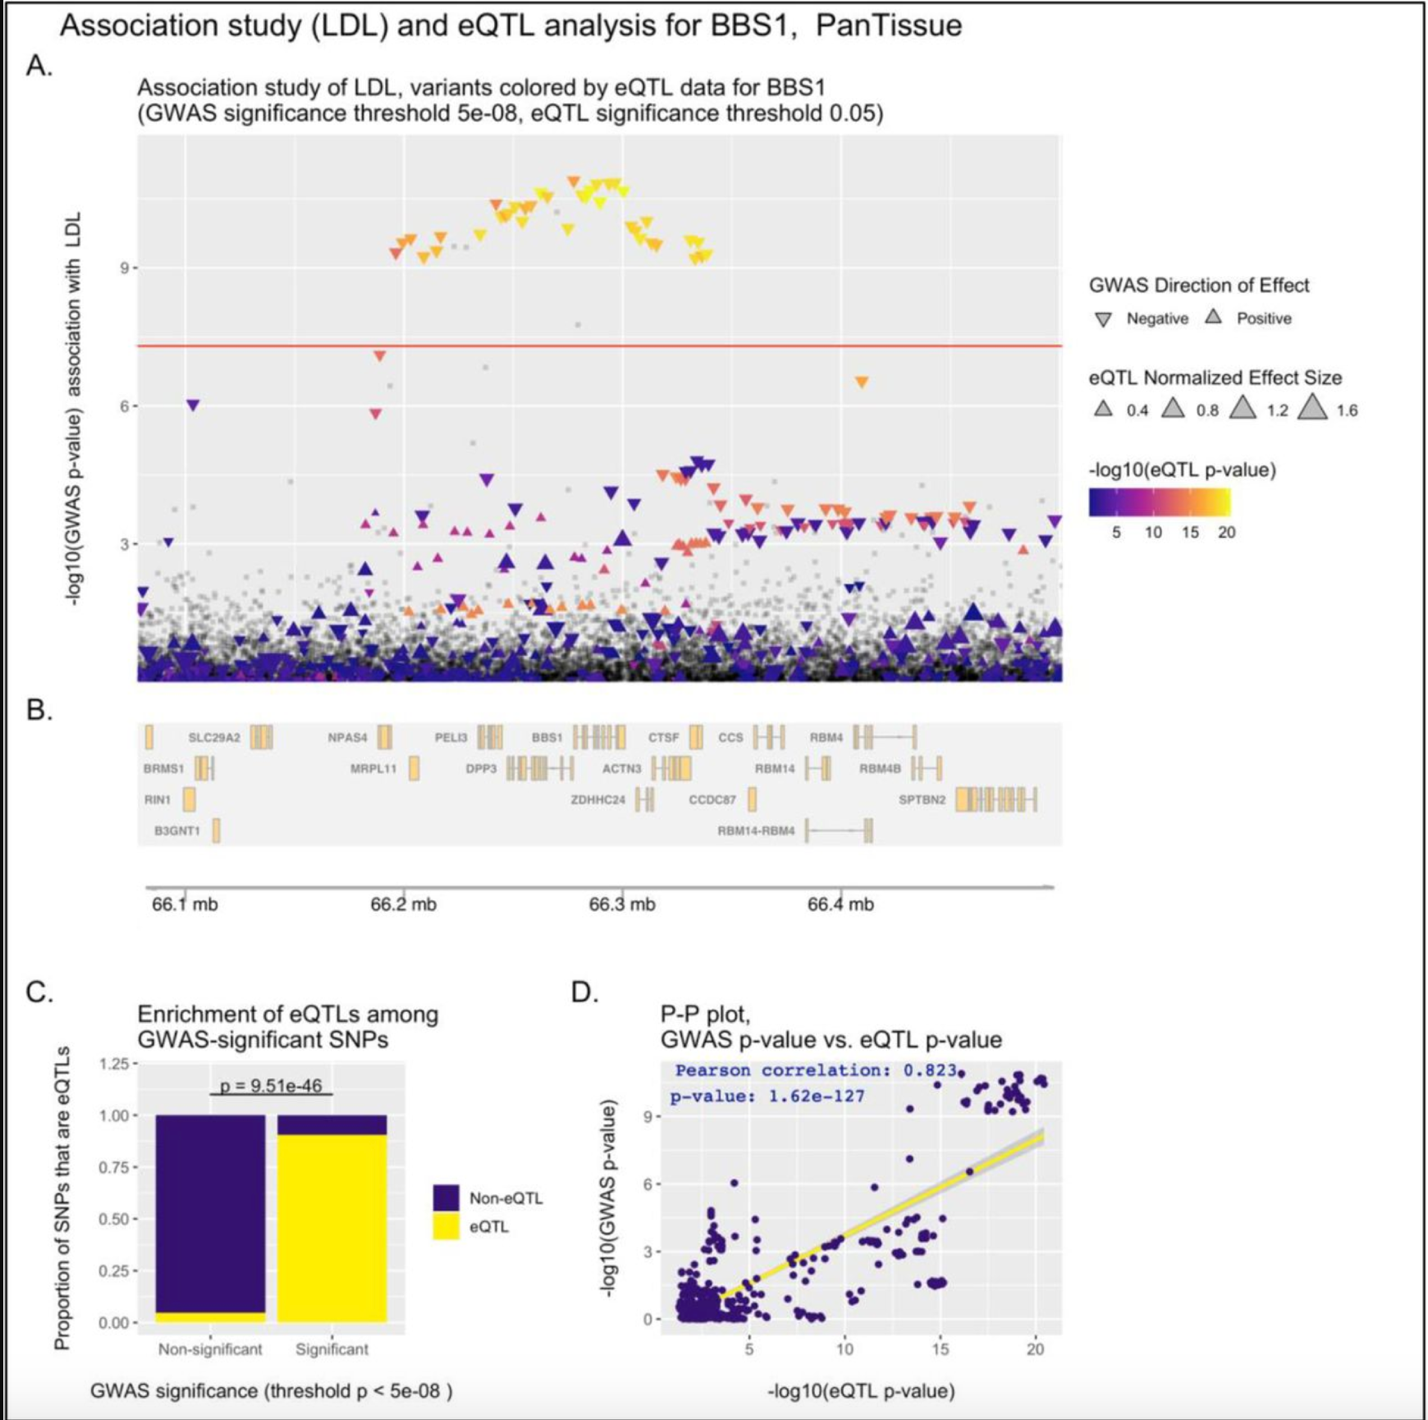 Association study (LDL) and eQTL analysis for BBS1, PanTissue
A.
Association study of LDL, variants colored by eQTL data for BBS1
(GWAS significance threshold 5e-08, eQTL significance threshold 0.05)
-log10(GWAS p-value) association with LDL
9
6
3
GWAS Direction of Effect
Negative Positive
eQTL Normalized Effect Size
0.4 0.8 1.2 1.6
-log10(eQTL p-value)
5 10 15 20
B.
SLC29A2 NPAS4 PELI3 BBS1 CTSF CCS RBM4
BRMS1 MRPL11 DPP3 ACTN3 RBM14 RBM4B
RIN1 ZDHHC24 CCDC87 SPTBN2
B3GNT1 RBM14-RBM4
66.1 mb 66.2 mb 66.3 mb 66.4 mb
C.
Enrichment of eQTLs among
GWAS-significant SNPs
Proportion of SNPs that are eQTLs
1.25
1.00
0.75
0.50
0.25
0.00
p = 9.51e-46
Non-significant Significant
GWAS significance (threshold p < 5e-08 )
Non-eQTL
eQTL
D.
P-P plot,
GWAS p-value vs. eQTL p-value
Pearson correlation: 0.823
p-value: 1.62e-127
-log10(GWAS p-value)
9
6
3
0
5 10 15 20
-log10(eQTL p-value)